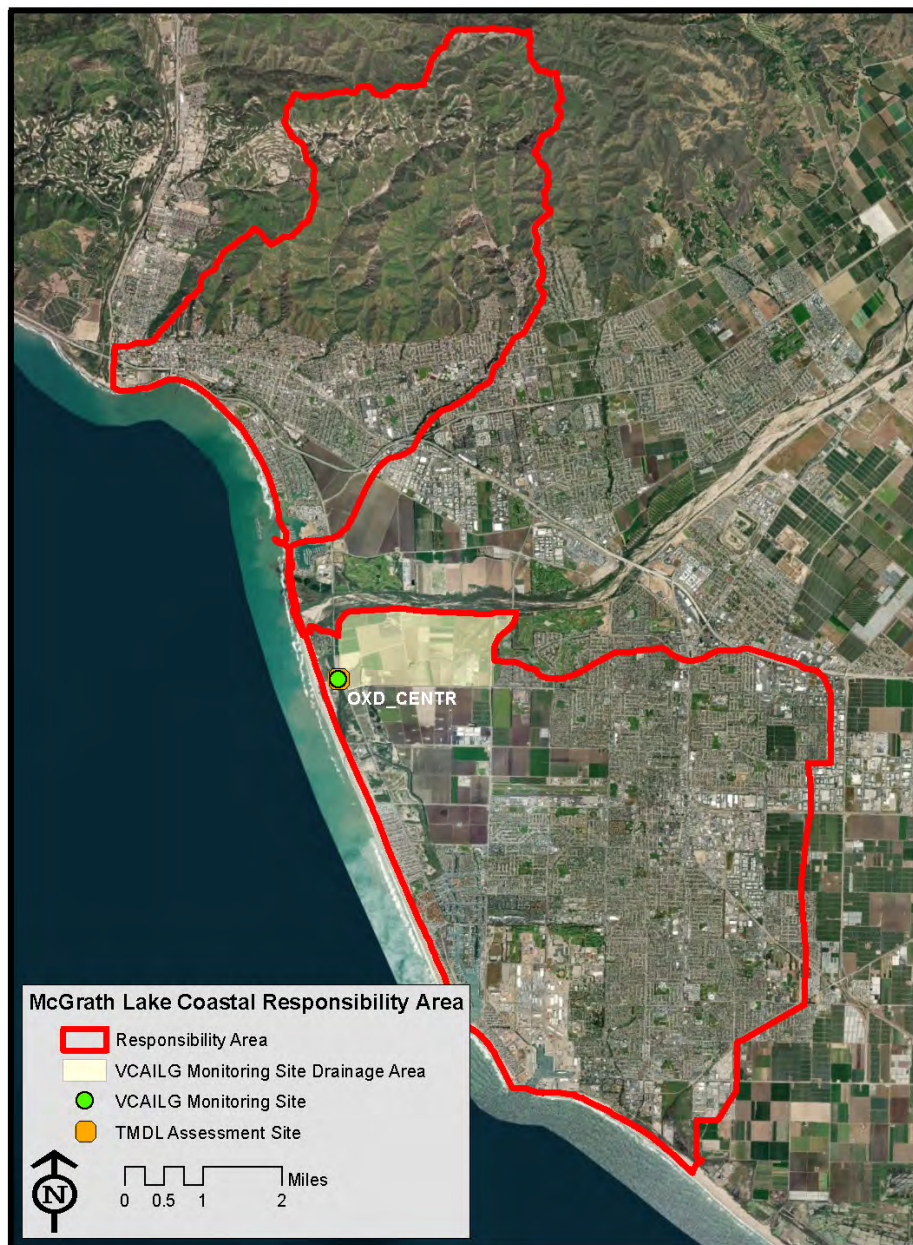 OXD_CENTR
McGrath Lake Coastal Responsibility Area
Responsibility Area
VCAILG Monitoring Site Drainage Area
VCAILG Monitoring Site
TMDL Assessment Site
N
Miles
0 0.5 1 2